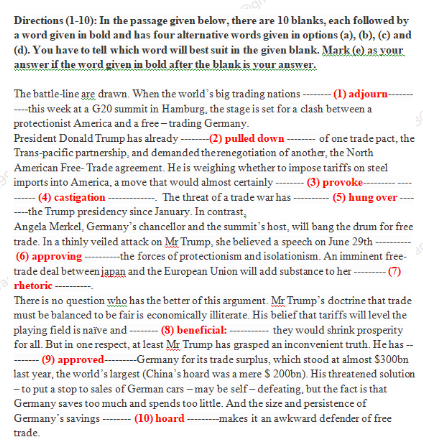 Directions (1-10): In the passage given below, there are 10 blanks, each followed by
a word given in bold and has four alternative words given in options (a), (b), (c) and
(d). You have to tell which word will best suit in the given blank. Mark (e) as your
answer if the word given in bold after the blank is your answer.
The battle-line are drawn. When the world's big trading nations -------- (1) adjourn-------
----this week at a G20 summit in Hamburg, the stage is set for a clash between a
protectionist America and a free – trading Germany.
President Donald Trump has already --------(2) pulled down -------- of one trade pact, the
Trans-pacific partnership, and demanded therenegotiation of another, the North
American Free- Trade agreement. He is weighing whether to impose tariffs on steel
imports into America, a move that would almost certainly -------- (3) provoke--------- ----
------ (4) castigation -------------. The threat of a trade war has ---------- (5) hung over ----
----the Trump presidency since January. In contrast,
Angela Merkel, Germany's chancellor and the summit's host, will bang the drum for free
trade. In a thinly veiled attack on Mr Trump, she believed a speech on June 29th ----------
(6) approving ----------the forces of protectionism and isolationism. An imminent free-
trade deal between japan and the European Union will add substance to her --------- (7)
rhetoric ----------.
There is no question who has the better of this argument. Mr Trump's doctrine that trade
must be balanced to be fair is economically illiterate. His belief that tariffs will level the
playing field is naïve and -------- (8) beneficial: ----------- they would shrink prosperity
for all. But in one respect, at least Mr Trump has grasped an inconvenient truth. He has --
------- (9) approved---------Germany for its trade surplus, which stood at almost $300bn
last year, the world's largest (China's hoard was a mere $ 200bn). His threatened solution
– to put a stop to sales of German cars – may be self – defeating, but the fact is that
Germany saves too much and spends too little. And the size and persistence of
Germany's savings -------- (10) hoard ---------makes it an awkward defender of free
trade.